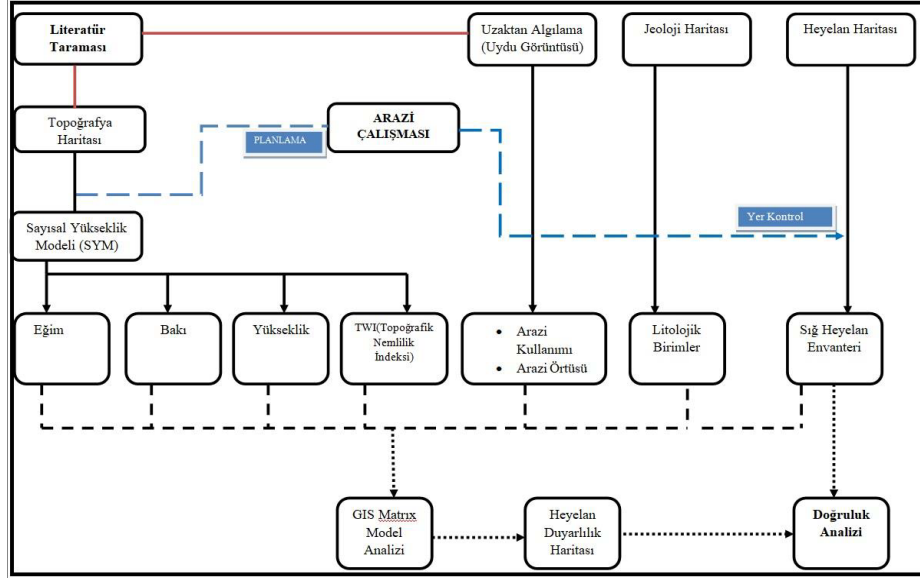 Literatür
Taraması
Uzaktan Algılama
(Uydu Görüntüsü)
Jeoloji Haritası
Heyelan Haritası
Topoğrafya
Haritası
PLANLAMA
ARAZİ
ÇALIŞMASI
Yer Kontrol
Sayısal Yükseklik
Modeli (SYM)
Eğim
Bakı
Yükseklik
TWI(Topoğrafik
Nemlilik
İndeksi)
• Arazi
Kullanımı
• Arazi Örtüsü
Litolojik
Birimler
Sığ Heyelan
Envanteri
GIS Matrıx
Model
Analizi
Heyelan
Duyarlılık
Haritası
Doğruluk
Analizi